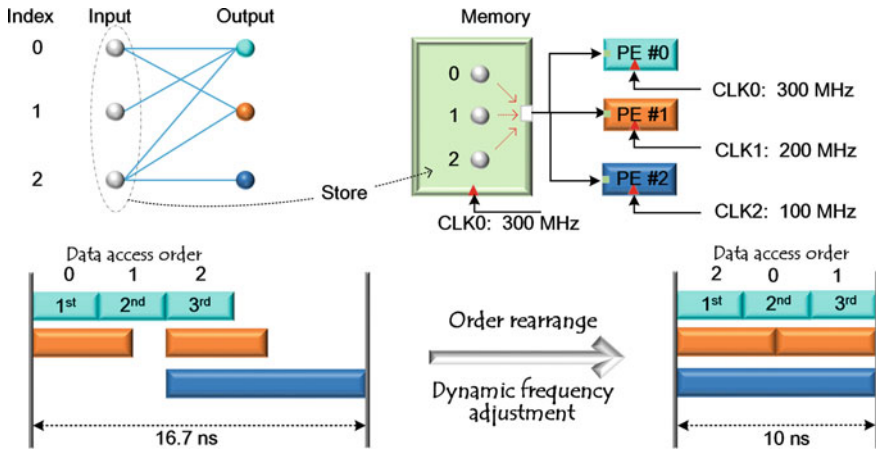 Index Input Output
0
1
2
Store
Memory
0
1
2
CLK0: 300 MHz
PE #0
CLK0: 300 MHz
PE #1
CLK1: 200 MHz
PE #2
CLK2: 100 MHz
Data access order
0 1 2
1st 2nd 3rd
16.7 ns
Order rearrange
Dynamic frequency
adjustment
Data access order
2 0 1
1st 2nd 3rd
10 ns